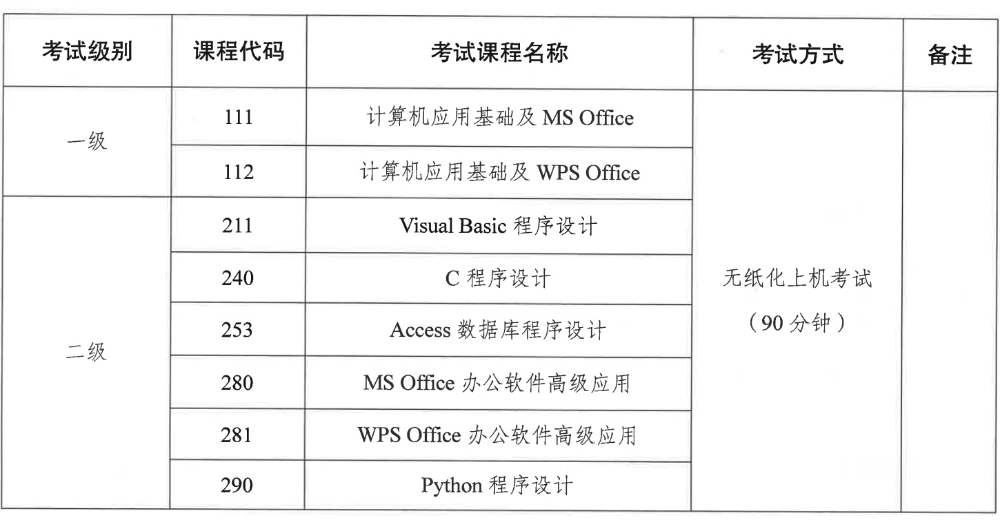 考试级别 课程代码 考试课程名称 考试方式 备注
一级
111 计算机应用基础及 MS Office
112 计算机应用基础及 WPS Office
二级
211 Visual Basic 程序设计
240 C 程序设计
253 Access 数据库程序设计
280 MS Office 办公软件高级应用
281 WPS Office 办公软件高级应用
290 Python 程序设计
无纸化上机考试
（90 分钟）